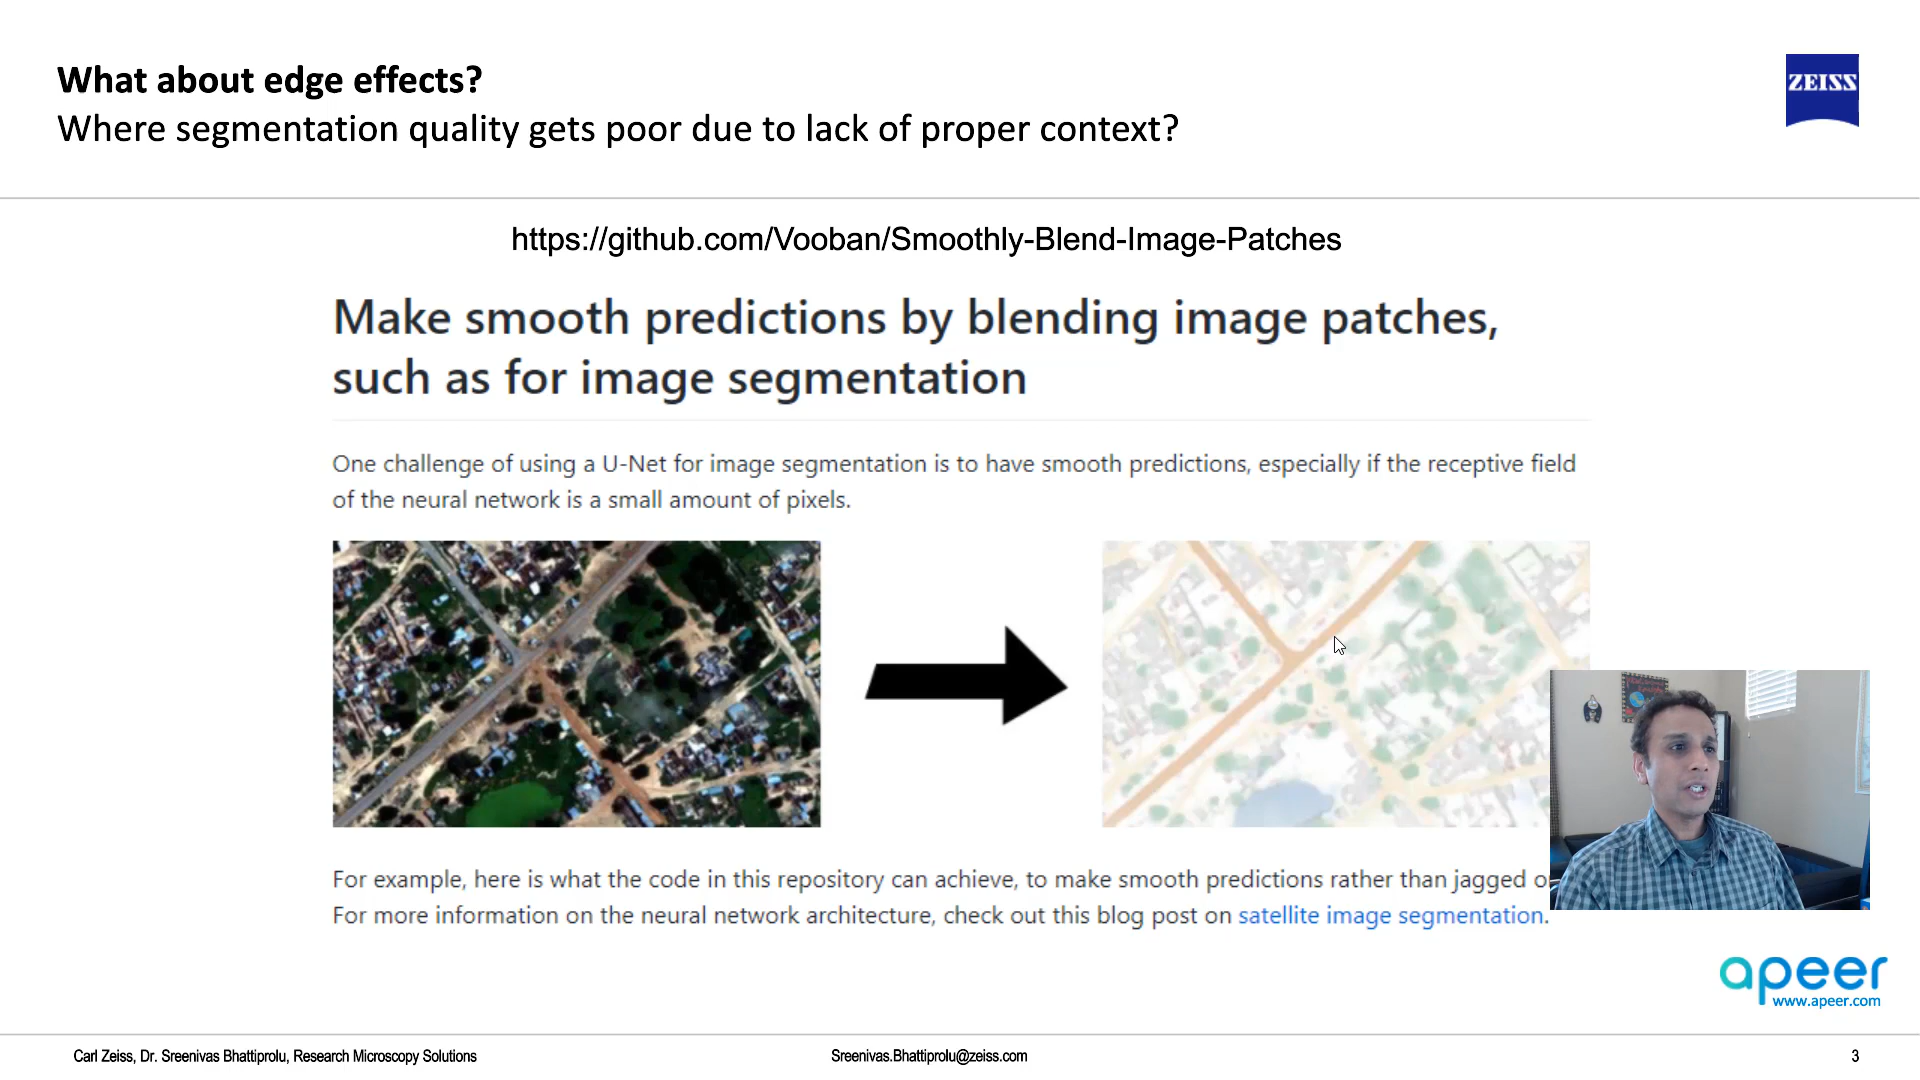 What about edge effects?
Where segmentation quality gets poor due to lack of proper context?
ZEISS
https://github.com/Vooban/Smoothly-Blend-Image-Patches
Make smooth predictions by blending image patches,
such as for image segmentation
One challenge of using a U-Net for image segmentation is to have smooth predictions, especially if the receptive field
of the neural network is a small amount of pixels.
For example, here is what the code in this repository can achieve, to make smooth predictions rather than jagged
For more information on the neural network architecture, check out this blog post on satellite image segmentation.
apeer
www.apeer.com
Carl Zeiss, Dr. Sreenivas Bhattiprolu, Research Microscopy Solutions
Sreenivas.Bhattiprolu@zeiss.com
3